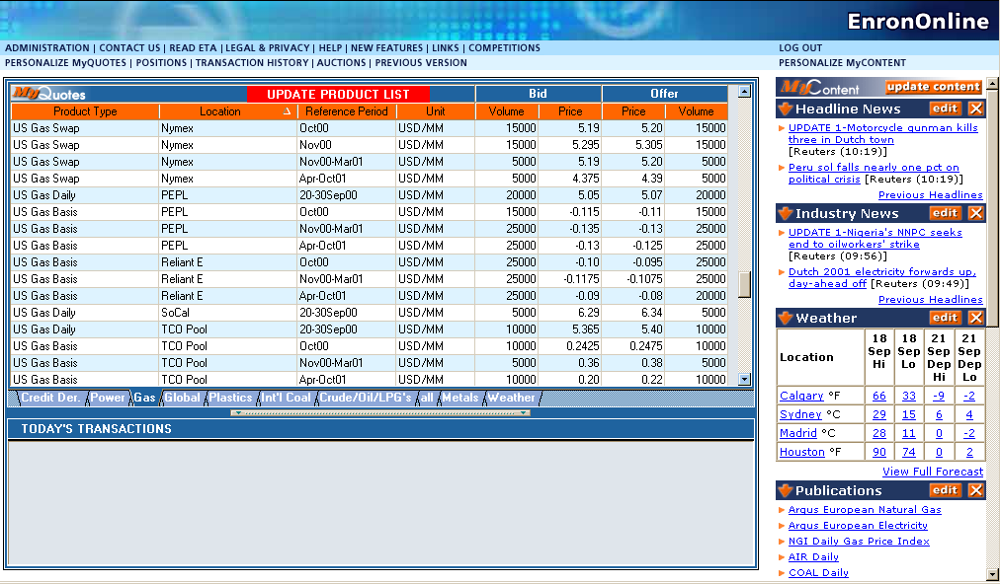 EnronOnline
ADMINISTRATION | CONTACT US | READ ETA | LEGAL & PRIVACY | HELP | NEW FEATURES | LINKS | COMPETITIONS
LOG OUT
PERSONALIZE MyQUOTES | POSITIONS | TRANSACTION HISTORY | AUCTIONS | PREVIOUS VERSION
PERSONALIZE MyCONTENT
MyQuotes UPDATE PRODUCT LIST Bid Offer
Product Type Location Reference Period Unit Volume Price Price Volume
US Gas Swap Nymex Oct00 USD/MM 15000 5.19 5.20 15000
US Gas Swap Nymex Nov00 USD/MM 15000 5.295 5.305 15000
US Gas Swap Nymex Nov00-Mar01 USD/MM 5000 5.19 5.20 5000
US Gas Swap Nymex Apr-Oct01 USD/MM 5000 4.375 4.39 5000
US Gas Daily PEPL 20-30Sep00 USD/MM 20000 5.05 5.07 20000
US Gas Basis PEPL Oct00 USD/MM 15000 -0.115 -0.11 15000
US Gas Basis PEPL Nov00-Mar01 USD/MM 25000 -0.135 -0.13 25000
US Gas Basis PEPL Apr-Oct01 USD/MM 25000 -0.13 -0.125 25000
US Gas Basis Reliant E Oct00 USD/MM 25000 -0.10 -0.095 25000
US Gas Basis Reliant E Nov00-Mar01 USD/MM 25000 -0.1175 -0.1075 25000
US Gas Basis Reliant E Apr-Oct01 USD/MM 25000 -0.09 -0.08 20000
US Gas Daily SoCal 20-30Sep00 USD/MM 5000 6.29 6.34 5000
US Gas Daily TCO Pool 20-30Sep00 USD/MM 10000 5.365 5.40 10000
US Gas Basis TCO Pool Oct00 USD/MM 10000 0.2425 0.2475 10000
US Gas Basis TCO Pool Nov00-Mar01 USD/MM 5000 0.36 0.38 5000
US Gas Basis TCO Pool Apr-Oct01 USD/MM 10000 0.20 0.22 10000
Credit Der. Power Gas Global Plastics Int'l Coal Crude/Oil/LPG's all Metals Weather
TODAY'S TRANSACTIONS
MyContent update content
Headline News edit
UPDATE 1-Motorcycle gunman kills
three in Dutch town
[Reuters (10:19)]
Peru sol falls nearly one pct on
political crisis [Reuters (10:19)]
Previous Headlines
Industry News edit
UPDATE 1-Nigeria's NNPC seeks
end to oilworkers' strike
[Reuters (09:56)]
Dutch 2001 electricity forwards up,
day-ahead off [Reuters (09:49)]
Previous Headlines
Weather edit
Location 18 Sep Hi 18 Sep Lo 21 Sep Dep Hi 21 Sep Dep Lo
Calgary °F 66 33 -9 -2
Sydney °C 29 15 6 4
Madrid °C 28 11 0 -2
Houston °F 90 74 0 2
View Full Forecast
Publications edit
Argus European Natural Gas
Argus European Electricity
NGI Daily Gas Price Index
AIR Daily
COAL Daily